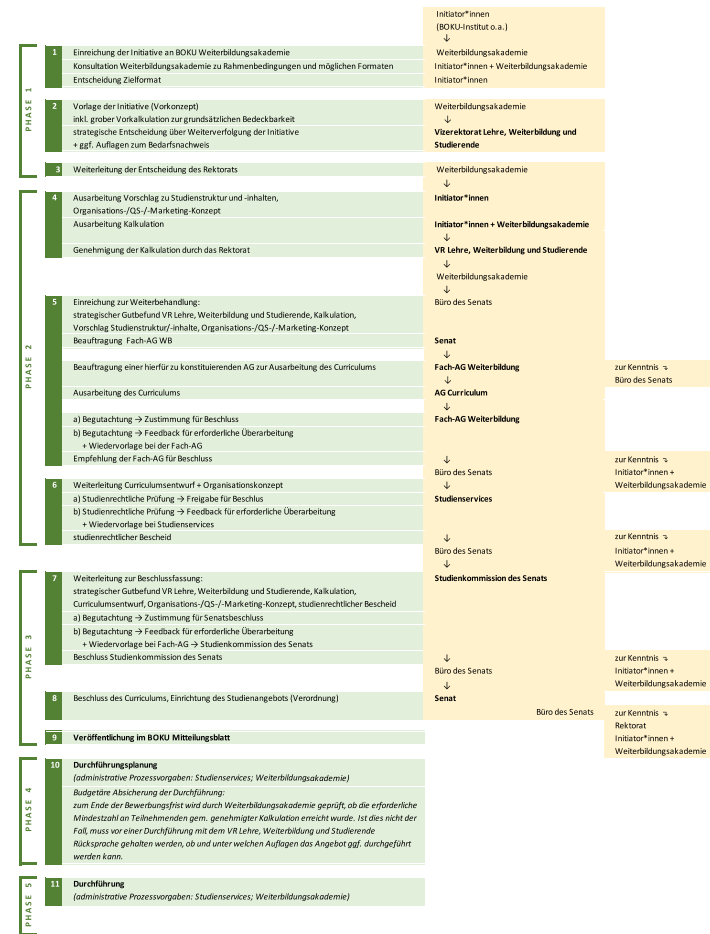 Initiator*innen
(BOKU-Institut o.a.)
↓
PHASE 1
1 Einreichung der Initiative an BOKU Weiterbildungsakademie Weiterbildungsakademie
Konsultation Weiterbildungsakademie zu Rahmenbedingungen und möglichen Formaten Initiator*innen + Weiterbildungsakademie
Entscheidung Zielformat Initiator*innen
2 Vorlage der Initiative (Vorkonzept) Weiterbildungsakademie
inkl. grober Vorkalkulation zur grundsätzlichen Bedeckbarkeit ↓
strategische Entscheidung über Weiterverfolgung der Initiative Vizerektorat Lehre, Weiterbildung und
+ ggf. Auflagen zum Bedarfsnachweis Studierende
3 Weiterleitung der Entscheidung des Rektorats Weiterbildungsakademie
↓
PHASE 2
4 Ausarbeitung Vorschlag zu Studienstruktur und -inhalten, Initiator*innen
Organisations-/QS-/-Marketing-Konzept
Ausarbeitung Kalkulation Initiator*innen + Weiterbildungsakademie
↓
Genehmigung der Kalkulation durch das Rektorat VR Lehre, Weiterbildung und Studierende
↓
Weiterbildungsakademie
↓
5 Einreichung zur Weiterbehandlung: Büro des Senats
strategischer Gutbefund VR Lehre, Weiterbildung und Studierende, Kalkulation,
Vorschlag Studienstruktur/-inhalte, Organisations-/QS-/-Marketing-Konzept
Beauftragung Fach-AG WB Senat
↓
Beauftragung einer hierfür zu konstituierenden AG zur Ausarbeitung des Curriculums Fach-AG Weiterbildung zur Kenntnis ↴
↓ Büro des Senats
Ausarbeitung des Curriculums AG Curriculum
↓
a) Begutachtung → Zustimmung für Beschluss Fach-AG Weiterbildung
b) Begutachtung → Feedback für erforderliche Überarbeitung
+ Wiedervorlage bei der Fach-AG
Empfehlung der Fach-AG für Beschluss ↓ zur Kenntnis ↴
Büro des Senats Initiator*innen +
6 Weiterleitung Curriculumsentwurf + Organisationskonzept ↓ Weiterbildungsakademie
a) Studienrechtliche Prüfung → Freigabe für Beschlus Studienservices
b) Studienrechtliche Prüfung → Feedback für erforderliche Überarbeitung
+ Wiedervorlage bei Studienservices
studienrechtlicher Bescheid ↓ zur Kenntnis ↴
Büro des Senats Initiator*innen +
↓ Weiterbildungsakademie
PHASE 3
7 Weiterleitung zur Beschlussfassung: Studienkommission des Senats
strategischer Gutbefund VR Lehre, Weiterbildung und Studierende, Kalkulation,
Curriculumsentwurf, Organisations-/QS-/-Marketing-Konzept, studienrechtlicher Bescheid
a) Begutachtung → Zustimmung für Senatsbeschluss
b) Begutachtung → Feedback für erforderliche Überarbeitung
+ Wiedervorlage bei Fach-AG → Studienkommission des Senats
Beschluss Studienkommission des Senats ↓ zur Kenntnis ↴
Büro des Senats Initiator*innen +
↓ Weiterbildungsakademie
8 Beschluss des Curriculums, Einrichtung des Studienangebots (Verordnung) Senat
Büro des Senats zur Kenntnis ↴
Rektorat
9 Veröffentlichung im BOKU Mitteilungsblatt Initiator*innen +
Weiterbildungsakademie
PHASE 4
10 Durchführungsplanung
(administrative Prozessvorgaben: Studienservices; Weiterbildungsakademie)
Budgetäre Absicherung der Durchführung:
zum Ende der Bewerbungsfrist wird durch Weiterbildungsakademie geprüft, ob die erforderliche
Mindestzahl an Teilnehmenden gem. genehmigter Kalkulation erreicht wurde. Ist dies nicht der
Fall, muss vor einer Durchführung mit dem VR Lehre, Weiterbildung und Studierende
Rücksprache gehalten werden, ob und unter welchen Auflagen das Angebot ggf. durchgeführt
werden kann.
PHASE 5
11 Durchführung
(administrative Prozessvorgaben: Studienservices; Weiterbildungsakademie)